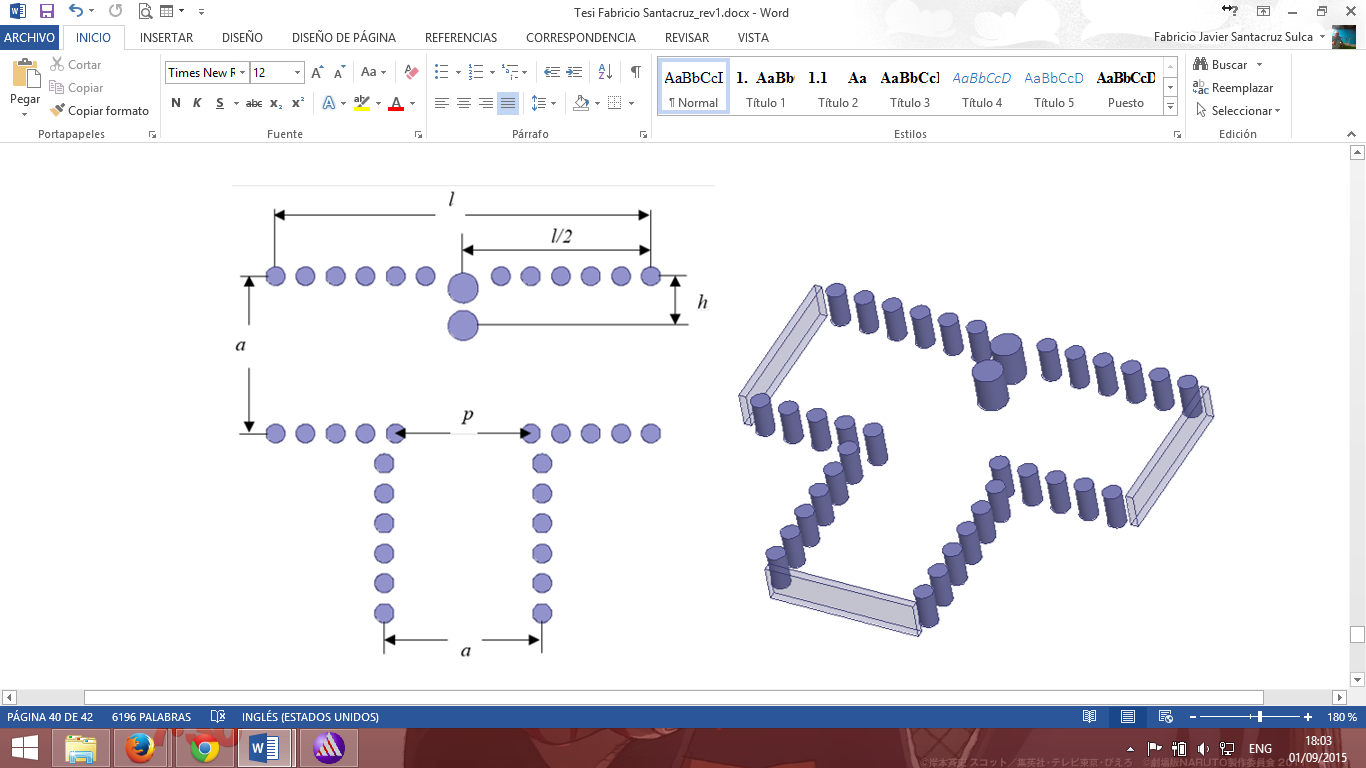 Tesi Fabricio Santacruz_rev1.docx - Word
?
ARCHIVO INICIO INSERTAR DISEÑO DISEÑO DE PÁGINA REFERENCIAS CORRESPONDENCIA REVISAR VISTA
Fabricio Javier Santacruz Sulca
Pegar
Cortar
Copiar
Copiar formato
Portapapeles
Times New R 12
A A Aa
N K S abc x₂ x² A A
Fuente
Párrafo
AaBbCcD
¶ Normal
1. AaBb
Título 1
1.1 Aa
Título 2
AaBbCc
Título 3
AaBbCcD
Título 4
AaBbCcD
Título 5
AaBbCcD
Puesto
Estilos
Buscar
Reemplazar
Seleccionar
Edición
l
l/2
h
a
p
a
PÁGINA 40 DE 42 6196 PALABRAS INGLÉS (ESTADOS UNIDOS)
180 %
ENG
18:03
01/09/2015